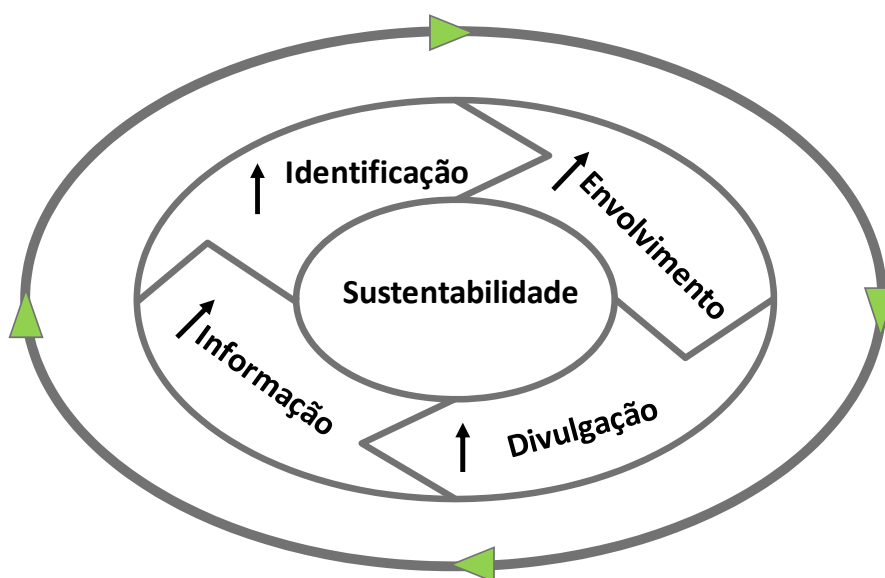 Identificação
Envolvimento
Sustentabilidade
Informação
Divulgação